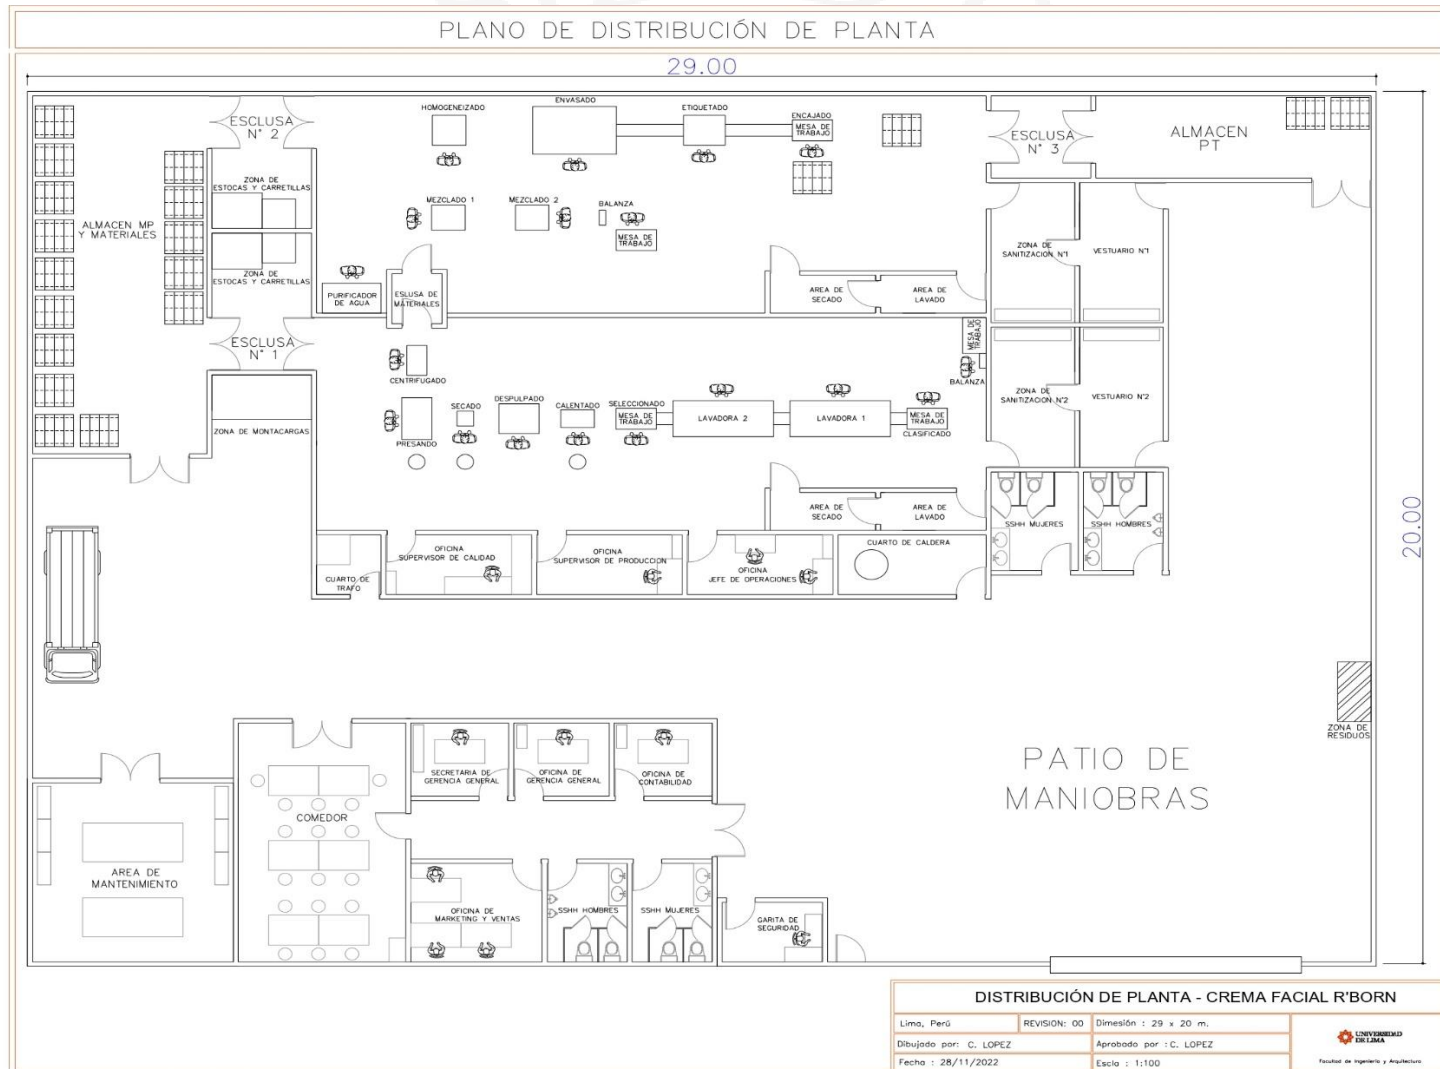 PLANO DE DISTRIBUCIÓN DE PLANTA
29.00
ESCLUSA
N° 2
HOMOGENEIZADO
ENVASADO
ETIQUETADO
ENCAJADO
MESA DE
TRABAJO
ESCLUSA
N° 3
ALMACEN
PT
ZONA DE
ESTOCAS Y CARRETILLAS
ALMACEN MP
Y MATERIALES
MEZCLADO 1
MEZCLADO 2
BALANZA
MESA DE
TRABAJO
ZONA DE
SANITIZACION N°1
VESTUARIO N°1
ZONA DE
ESTOCAS Y CARRETILLAS
PURIFICADOR
DE AGUA
ESLUSA DE
MATERIALES
AREA DE
SECADO
AREA DE
LAVADO
ESCLUSA
N° 1
MESA DE
TRABAJO
BALANZA
CENTRIFUGADO
ZONA DE MONTACARGAS
PRESANDO
SECADO
DESPULPADO
CALENTADO
SELECCIONADO
MESA DE
TRABAJO
LAVADORA 2
LAVADORA 1
MESA DE
TRABAJO
CLASIFICADO
ZONA DE
SANITIZACION N°2
VESTUARIO N°2
AREA DE
SECADO
AREA DE
LAVADO
SSHH MUJERES
SSHH HOMBRES
20.00
CUARTO DE
TRAFO
OFICINA
SUPERVISOR DE CALIDAD
OFICINA
SUPERVISOR DE PRODUCCION
OFICINA
JEFE DE OPERACIONES
CUARTO DE CALDERA
ZONA DE
RESIDUOS
PATIO DE
MANIOBRAS
SECRETARIA DE
GERENCIA GENERAL
OFICINA DE
GERENCIA GENERAL
OFICINA DE
CONTABILIDAD
COMEDOR
AREA DE
MANTENIMIENTO
OFICINA DE
MARKETING Y VENTAS
SSHH HOMBRES
SSHH MUJERES
GARITA DE
SEGURIDAD
DISTRIBUCIÓN DE PLANTA - CREMA FACIAL R'BORN
Lima, Perú
REVISION: 00
Dimesión : 29 x 20 m.
Dibujado por: C. LOPEZ
Aprobado por : C. LOPEZ
Fecha : 28/11/2022
Escla : 1:100
UNIVERSIDAD
DE LIMA
Facultad de Ingeniería y Arquitectura